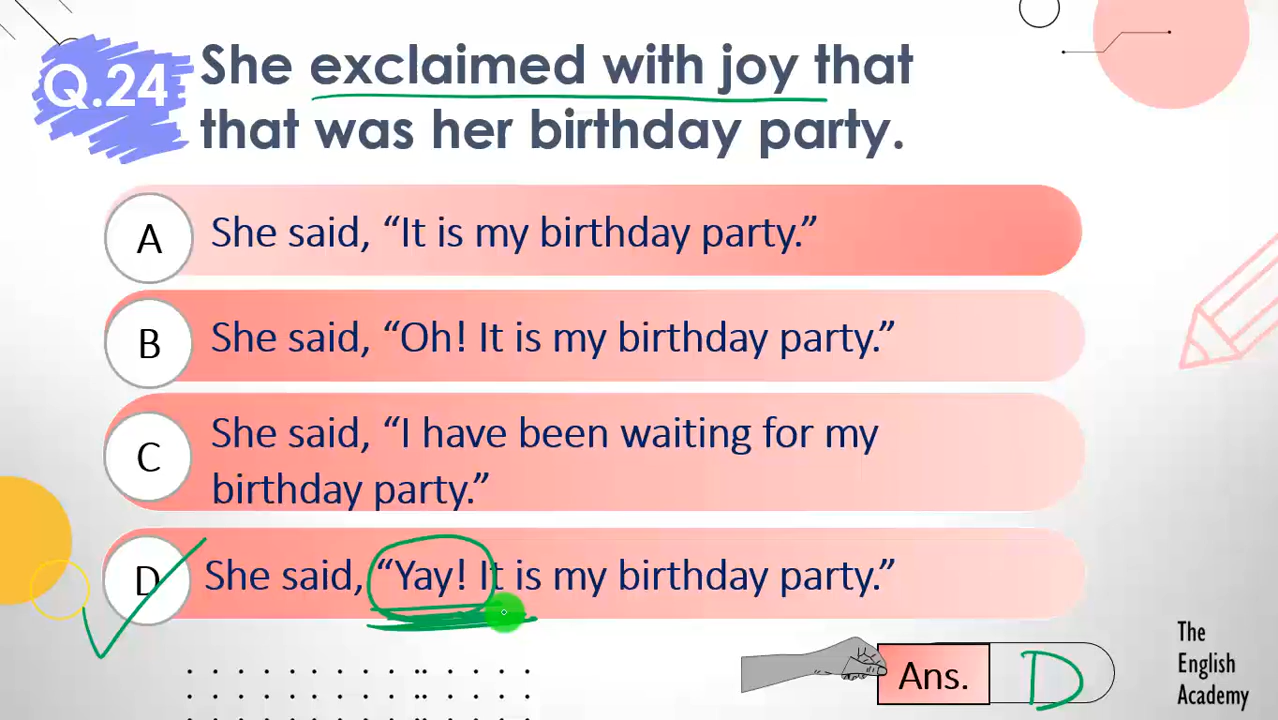 Q.24
She exclaimed with joy that
that was her birthday party.
A
She said, “It is my birthday party.”
B
She said, “Oh! It is my birthday party.”
C
She said, “I have been waiting for my
birthday party.”
D
She said, “Yay! It is my birthday party.”
Ans.
D
The
English
Academy